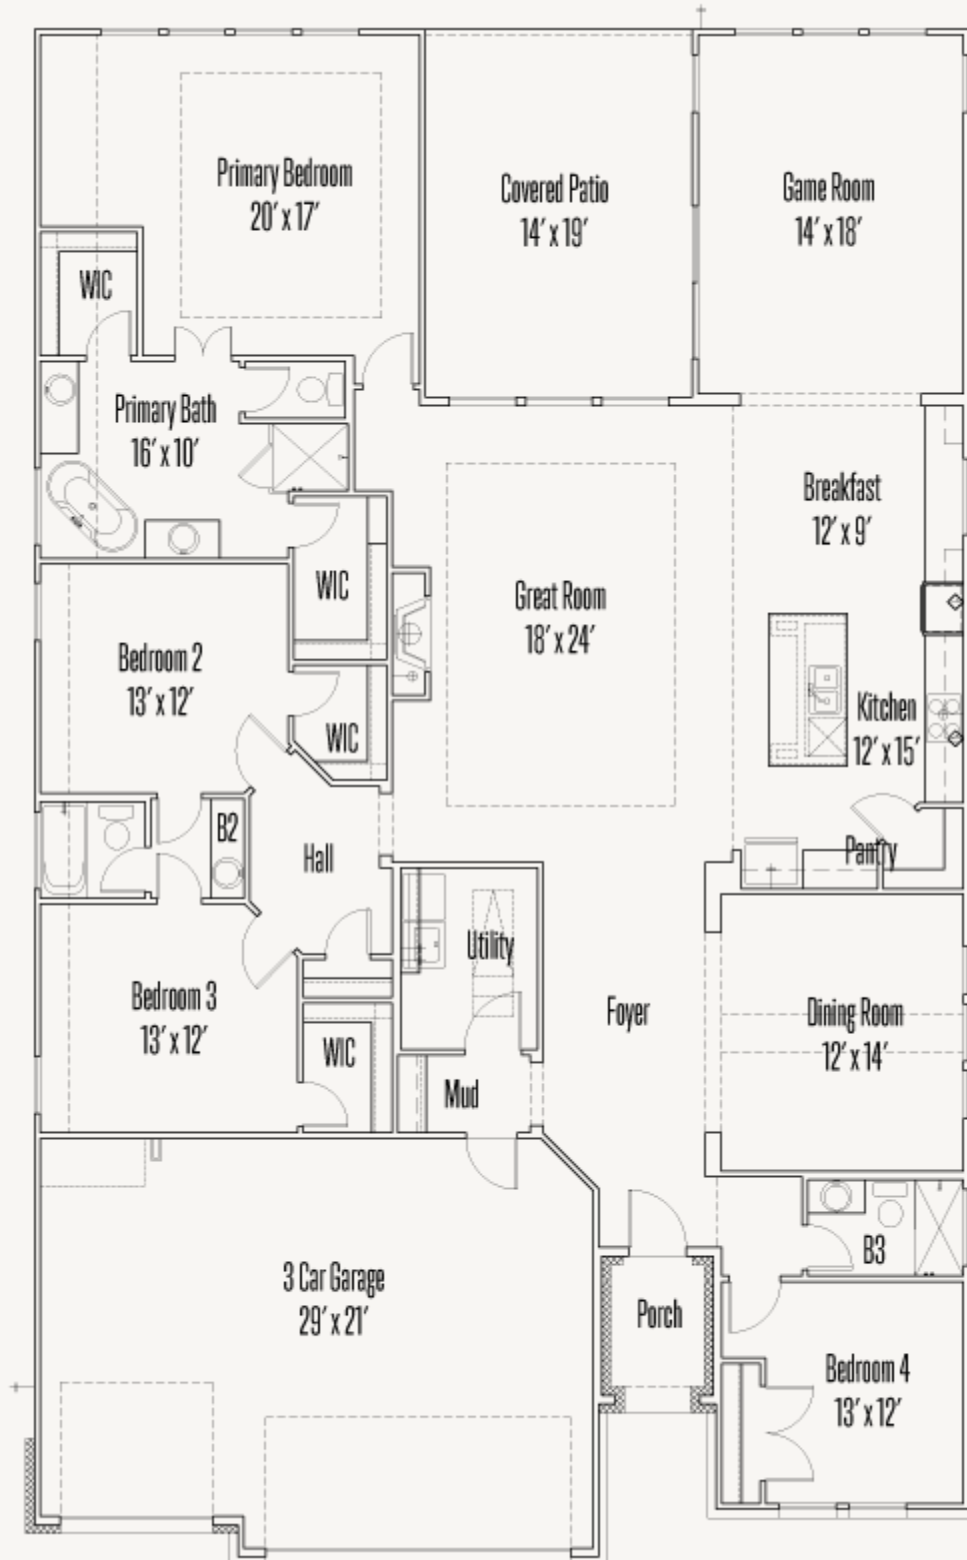 Primary Bedroom
20' x 17'
Covered Patio
14' x 19'
Game Room
14' x 18'
WIC
Primary Bath
16' x 10'
Breakfast
12' x 9'
WIC
Great Room
18' x 24'
Bedroom 2
13' x 12'
WIC
Kitchen
12' x 15'
B2
Hall
Pantry
Utility
Bedroom 3
13' x 12'
Foyer
Dining Room
12' x 14'
WIC
Mud
B3
3 Car Garage
29' x 21'
Porch
Bedroom 4
13' x 12'